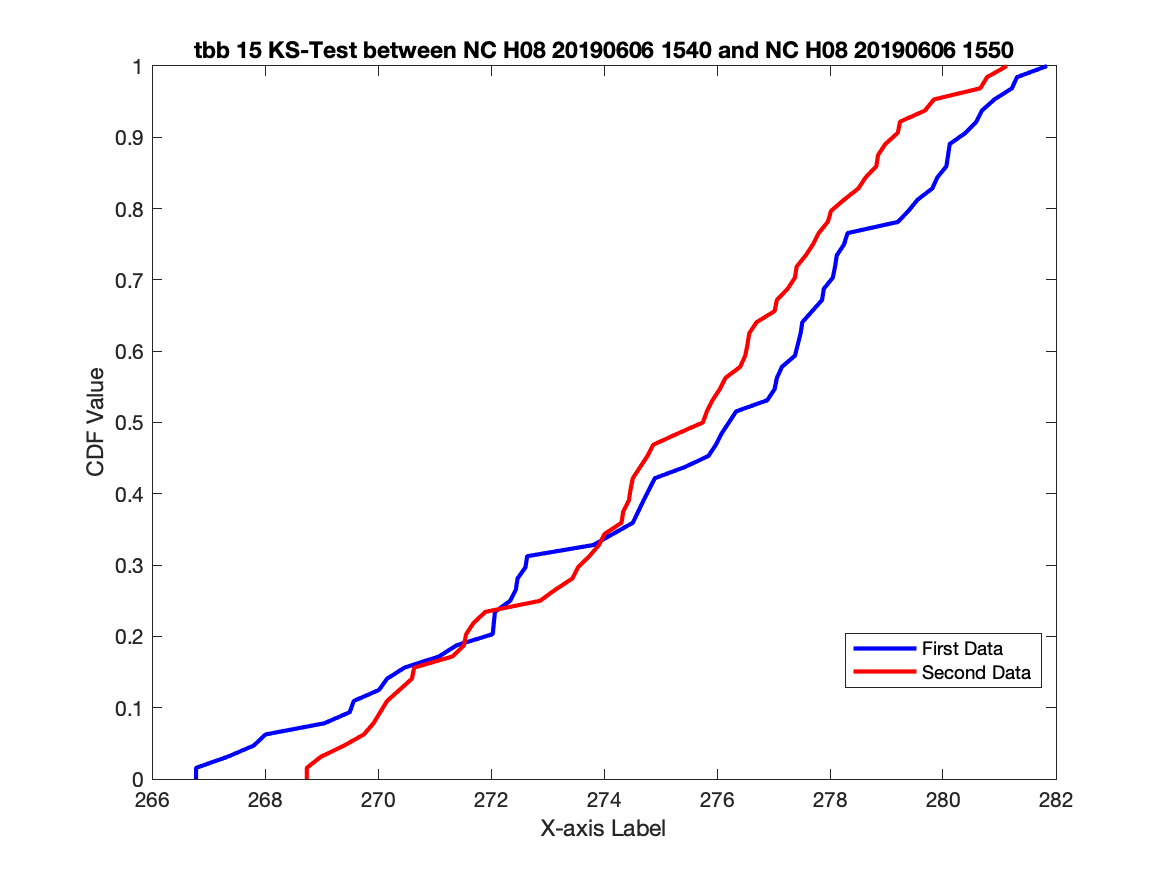 tbb 15 KS-Test between NC H08 20190606 1540 and NC H08 20190606 1550
1
0.9
0.8
0.7
0.6
0.5
0.4
0.3
0.2
0.1
0
CDF Value
First Data
Second Data
266 268 270 272 274 276 278 280 282
X-axis Label